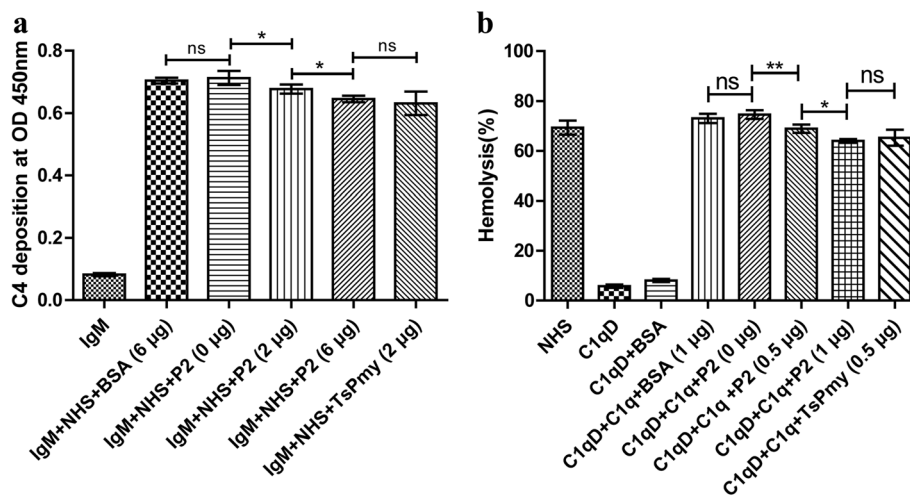 a
C4 deposition at OD 450nm
0.8
0.6
0.4
0.2
0.0
ns
*
*
ns
IgM
IgM+NHS+BSA (6 µg)
IgM+NHS+P2 (0 µg)
IgM+NHS+P2 (2 µg)
IgM+NHS+P2 (6 µg)
IgM+NHS+TsPmy (2 µg)
b
Hemolysis(%)
100
80
60
40
20
0
ns
**
*
ns
NHS
C1qD
C1qD+BSA
C1qD+C1q+BSA (1 µg)
C1qD+C1q+P2 (0 µg)
C1qD+C1q +P2 (0.5 µg)
C1qD+C1q+P2 (1 µg)
C1qD+C1q+TsPmy (0.5 µg)